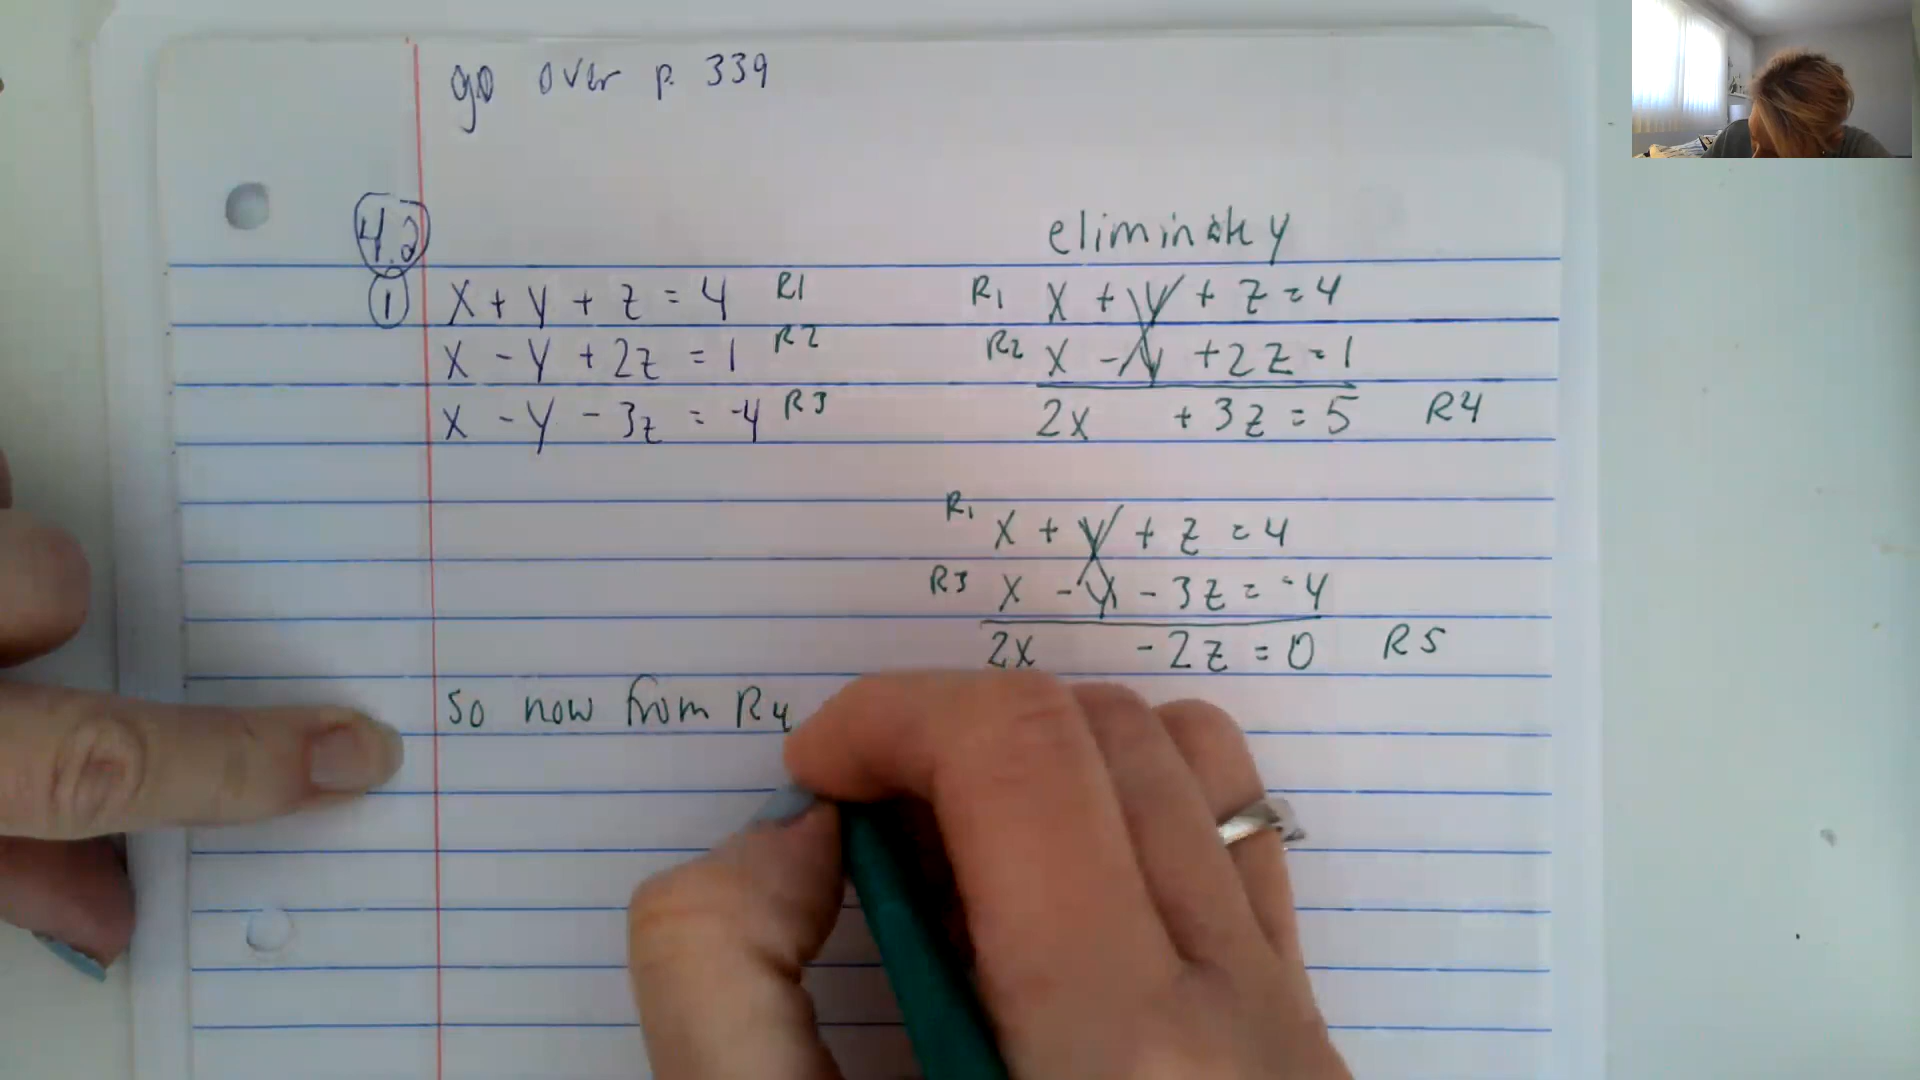 go over p. 339
4.2
① x + y + z = 4 R1
x - y + 2z = 1 R2
x - y - 3z = -4 R3
eliminate y
R1 x + y + z = 4
R2 x - y + 2z = 1
2x + 3z = 5 R4
R1 x + y + z = 4
R3 x - y - 3z = -4
2x - 2z = 0 R5
so now from R4